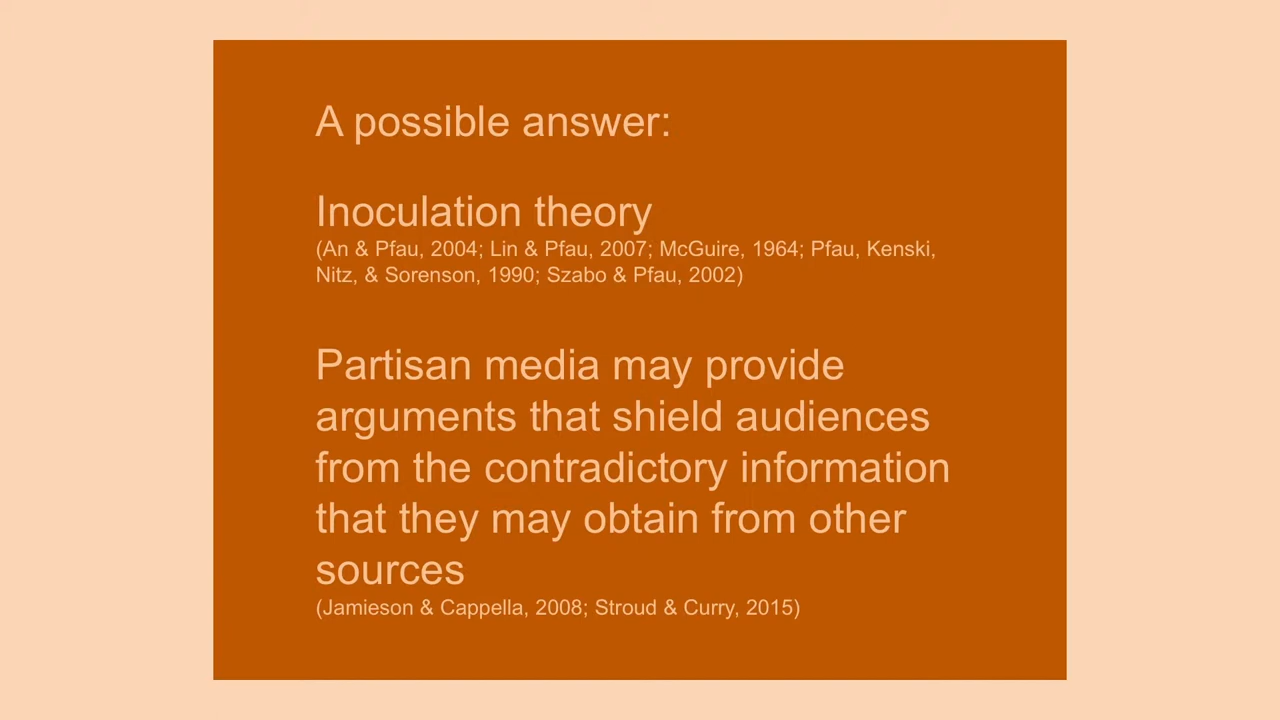 A possible answer:
Inoculation theory
(An & Pfau, 2004; Lin & Pfau, 2007; McGuire, 1964; Pfau, Kenski,
Nitz, & Sorenson, 1990; Szabo & Pfau, 2002)
Partisan media may provide
arguments that shield audiences
from the contradictory information
that they may obtain from other
sources
(Jamieson & Cappella, 2008; Stroud & Curry, 2015)